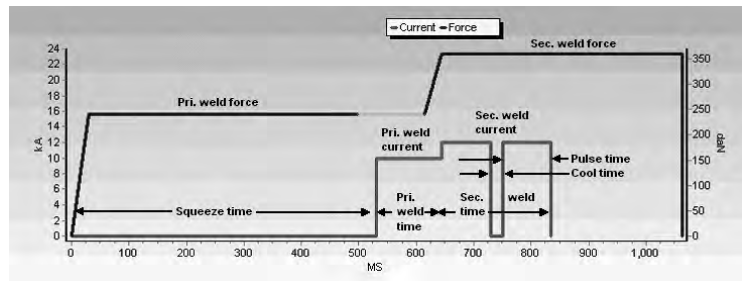 Current Force
24
22
20
18
16
14
12
10
8
6
4
2
0
kA
350
300
250
200
150
100
50
0
daN
Sec. weld force
Pri. weld force
Sec. weld
current
Pri. weld
current
Pulse time
Cool time
Squeeze time
Pri.
weld
time
Sec. weld
time
0 100 200 300 400 500 600 700 800 900 1,000
MS